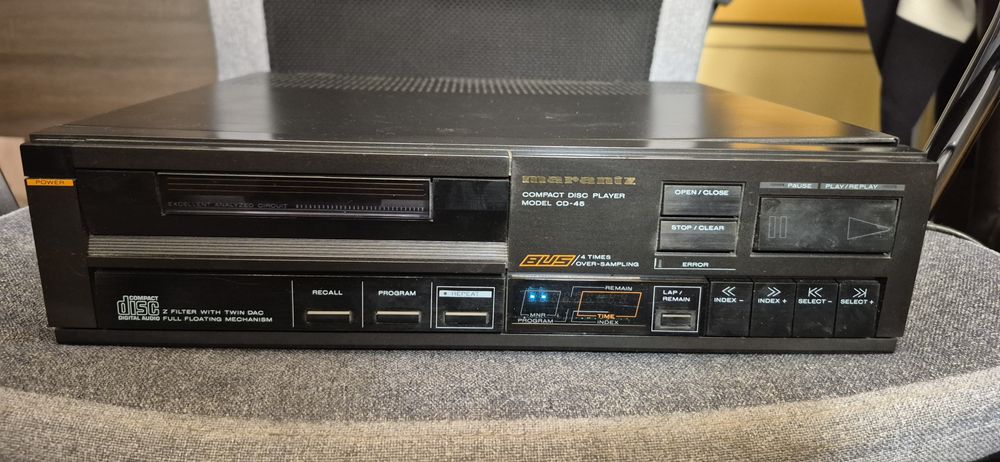 POWER
EXCELLENT ANALYZED CIRCUIT
marantz
COMPACT DISC PLAYER
MODEL CD-45
BUS / 4 TIMES
OVER-SAMPLING
OPEN/CLOSE
STOP/CLEAR
ERROR
PAUSE
PLAY/REPLAY
COMPACT
disc
DIGITAL AUDIO
Z FILTER WITH TWIN DAC
FULL FLOATING MECHANISM
RECALL
PROGRAM
REPEAT
MNR
PROGRAM
REMAIN
TIME
INDEX
LAP /
REMAIN
INDEX -
INDEX +
SELECT -
SELECT +